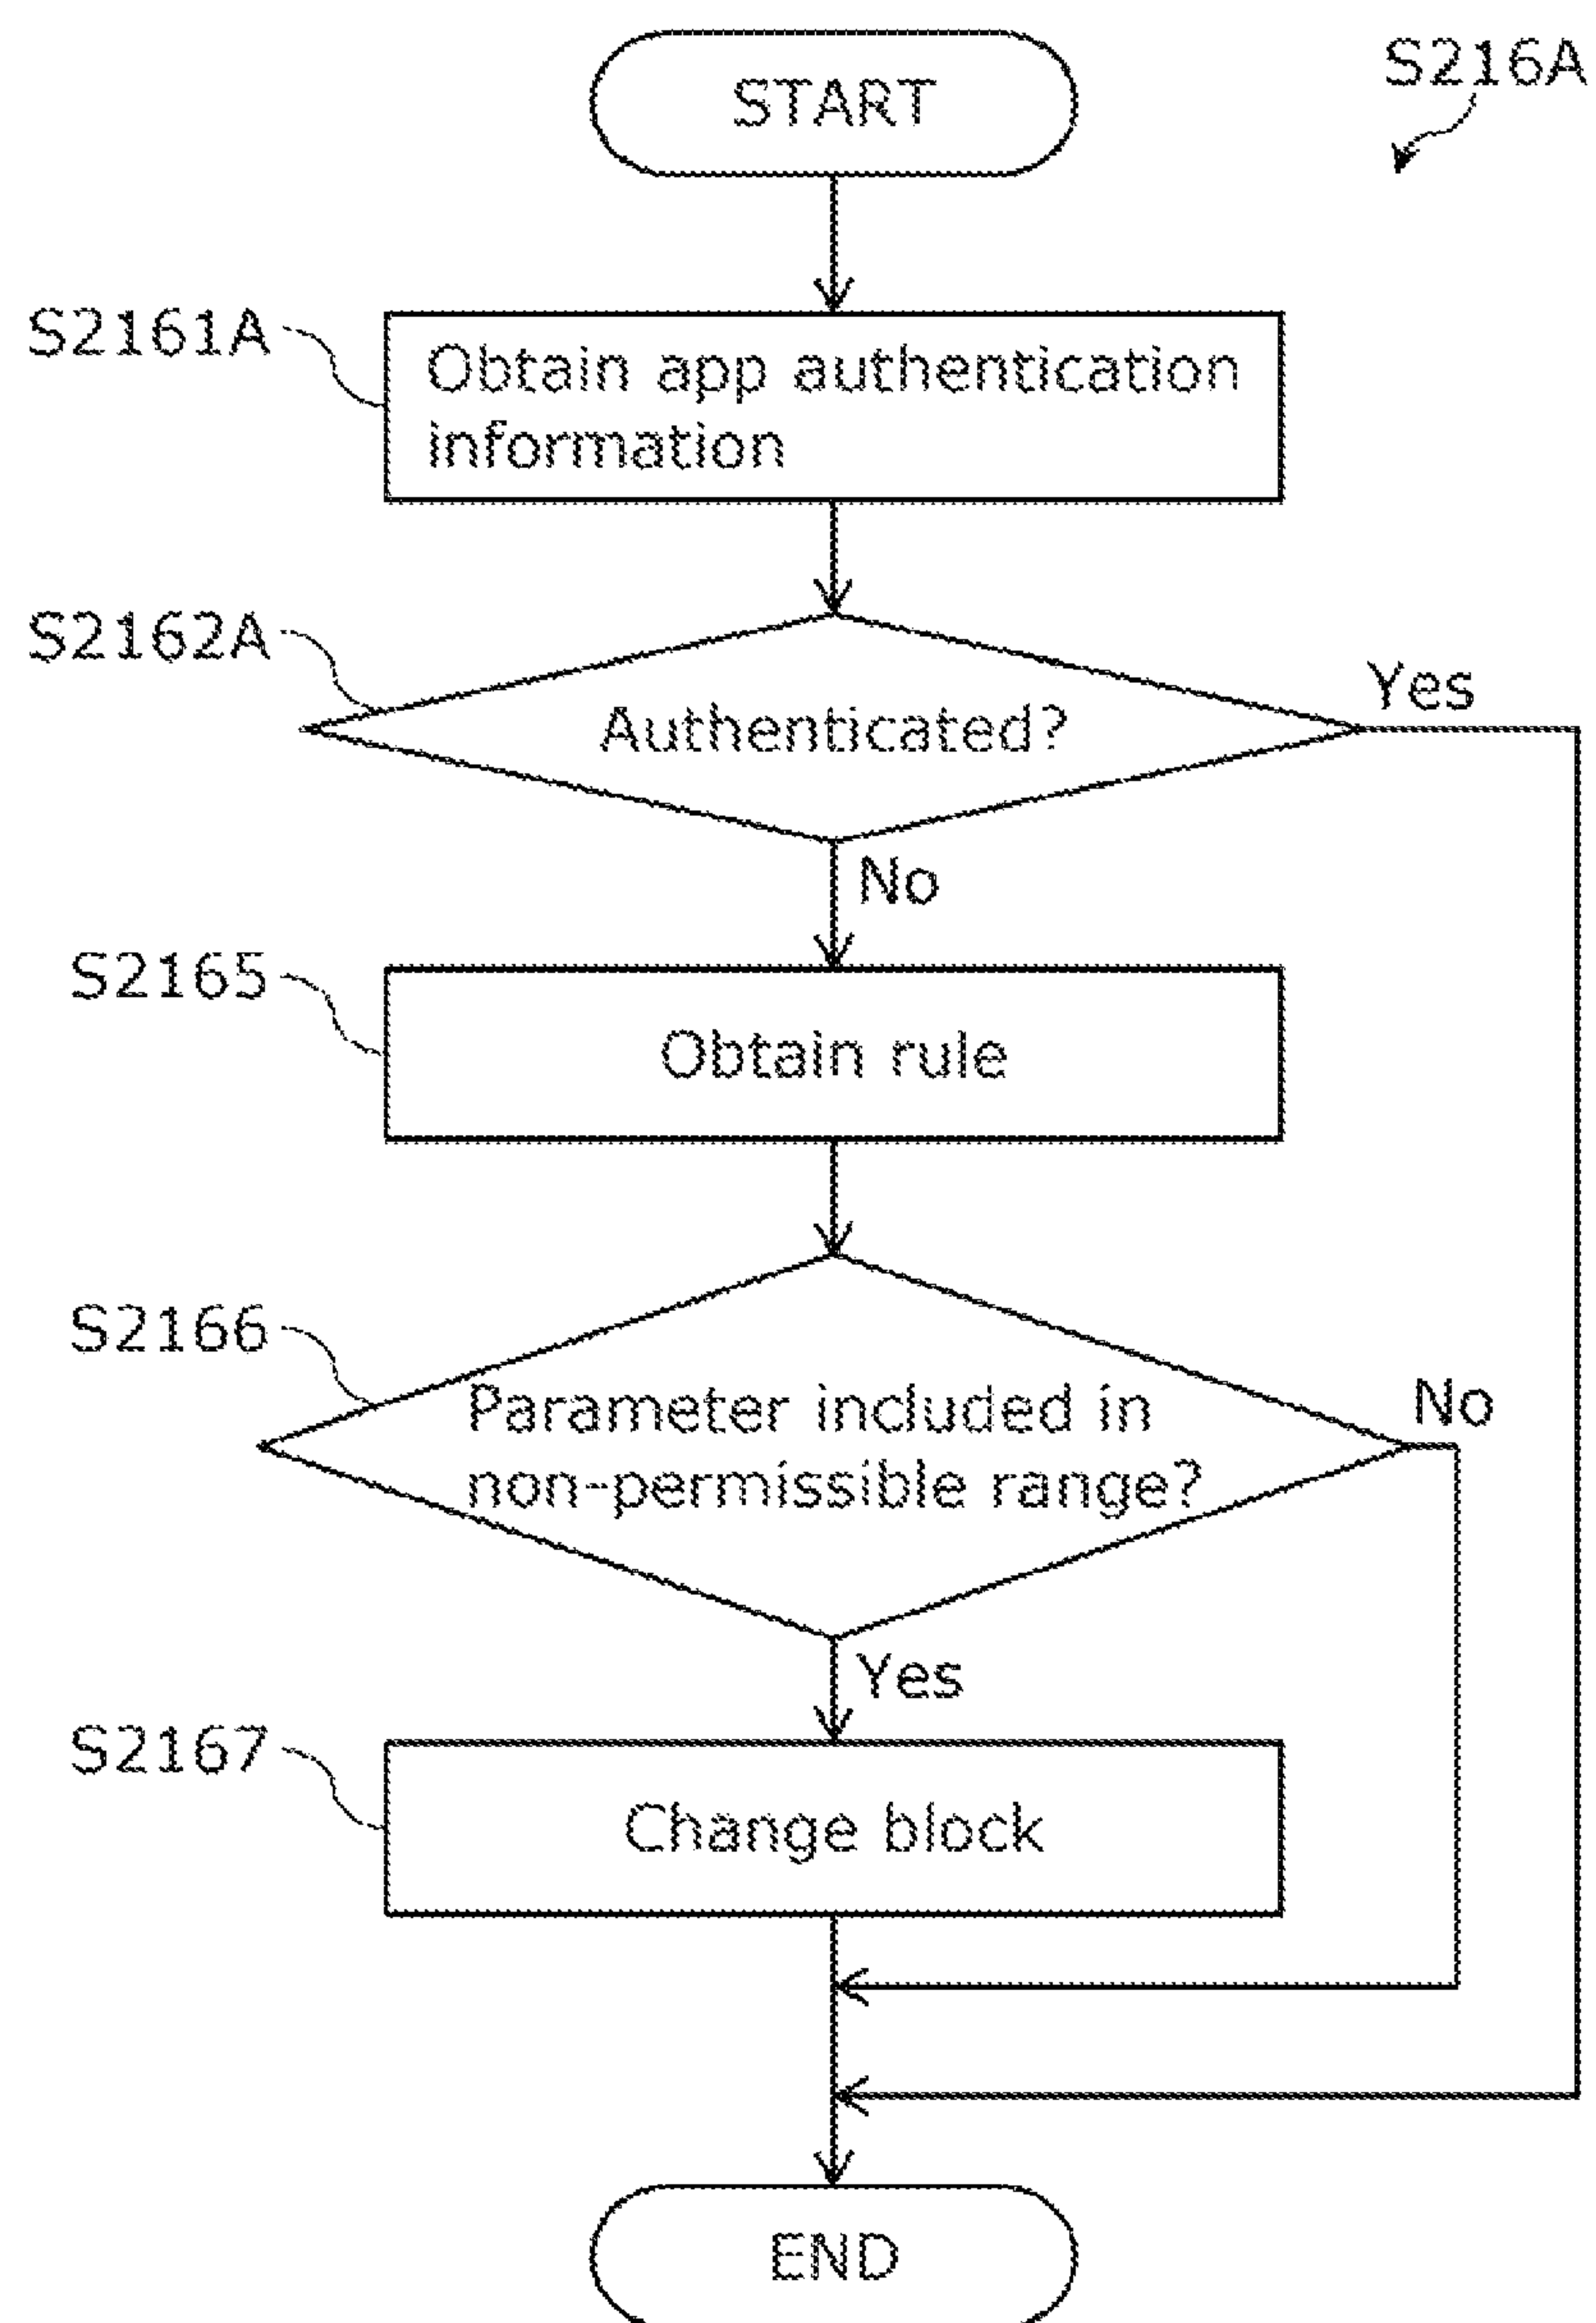 START
S216A
S2161A
Obtain app authentication
information
S2162A
Authenticated?
Yes
No
S2165
Obtain rule
S2166
Parameter included in
non-permissible range?
No
Yes
S2167
Change block
END